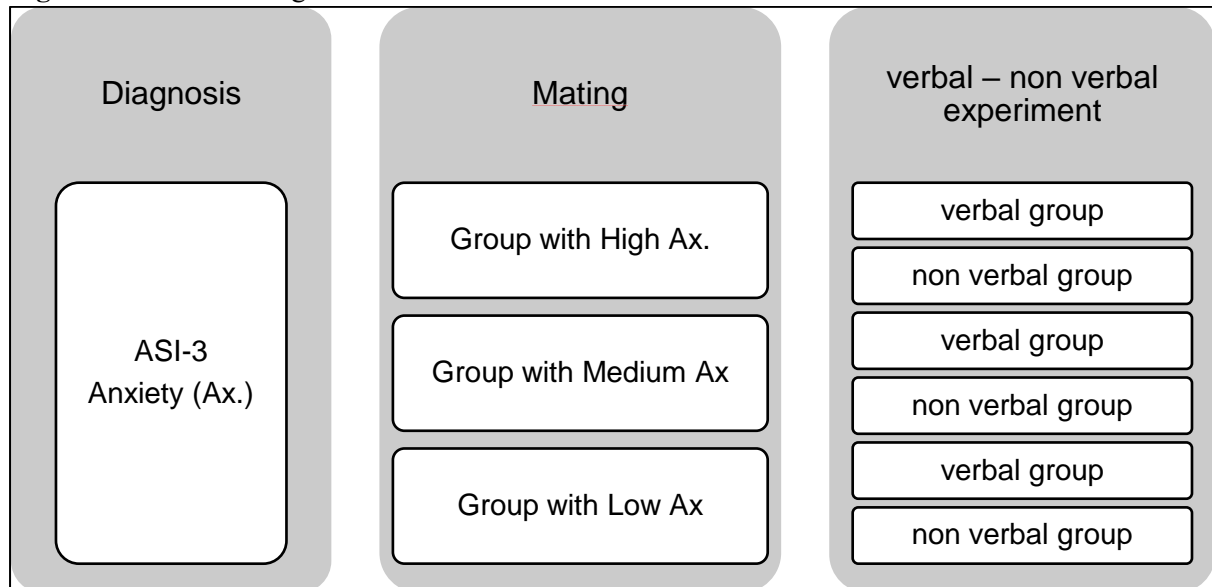 Diagnosis
ASI-3
Anxiety (Ax.)
Mating
Group with High Ax.
Group with Medium Ax
Group with Low Ax
verbal – non verbal
experiment
verbal group
non verbal group
verbal group
non verbal group
verbal group
non verbal group